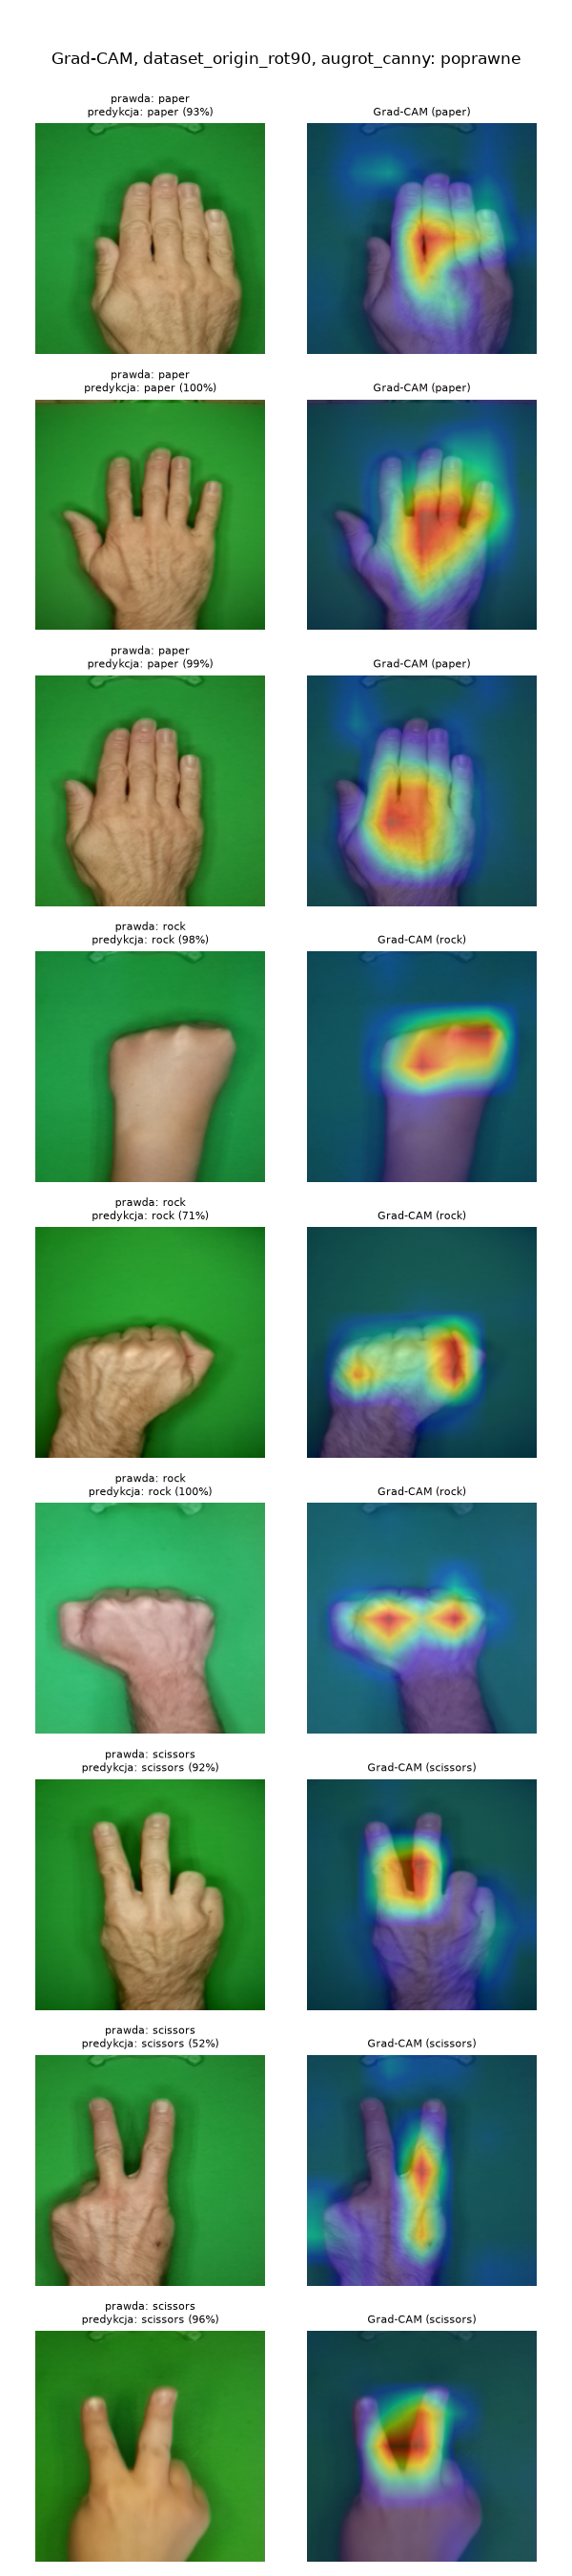 Grad-CAM, dataset_origin_rot90, augrot_canny: poprawne
prawda: paper
predykcja: paper (93%)
Grad-CAM (paper)
prawda: paper
predykcja: paper (100%)
Grad-CAM (paper)
prawda: paper
predykcja: paper (99%)
Grad-CAM (paper)
prawda: rock
predykcja: rock (98%)
Grad-CAM (rock)
prawda: rock
predykcja: rock (71%)
Grad-CAM (rock)
prawda: rock
predykcja: rock (100%)
Grad-CAM (rock)
prawda: scissors
predykcja: scissors (92%)
Grad-CAM (scissors)
prawda: scissors
predykcja: scissors (52%)
Grad-CAM (scissors)
prawda: scissors
predykcja: scissors (96%)
Grad-CAM (scissors)